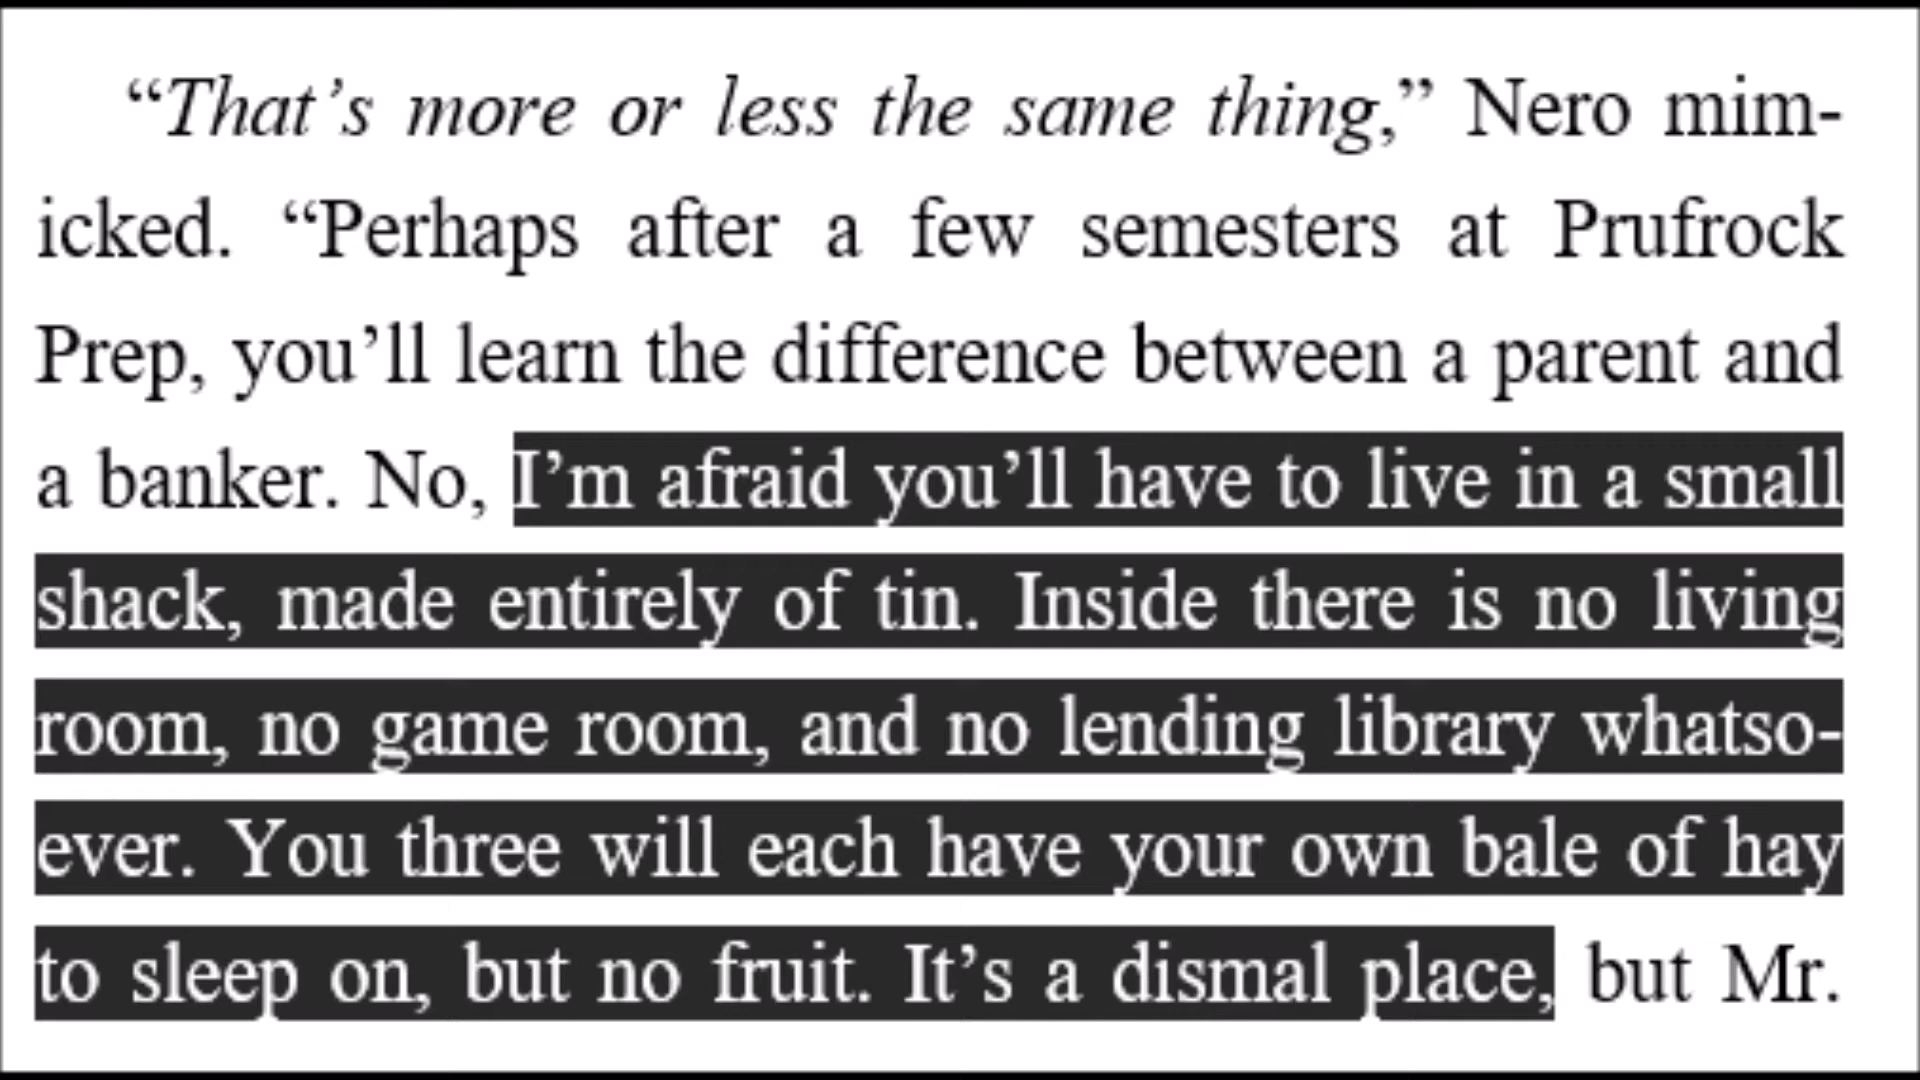 “That’s more or less the same thing,” Nero mim-
icked. “Perhaps after a few semesters at Prufrock
Prep, you’ll learn the difference between a parent and
a banker. No, I’m afraid you’ll have to live in a small
shack, made entirely of tin. Inside there is no living
room, no game room, and no lending library whatso-
ever. You three will each have your own bale of hay
to sleep on, but no fruit. It’s a dismal place, but Mr.